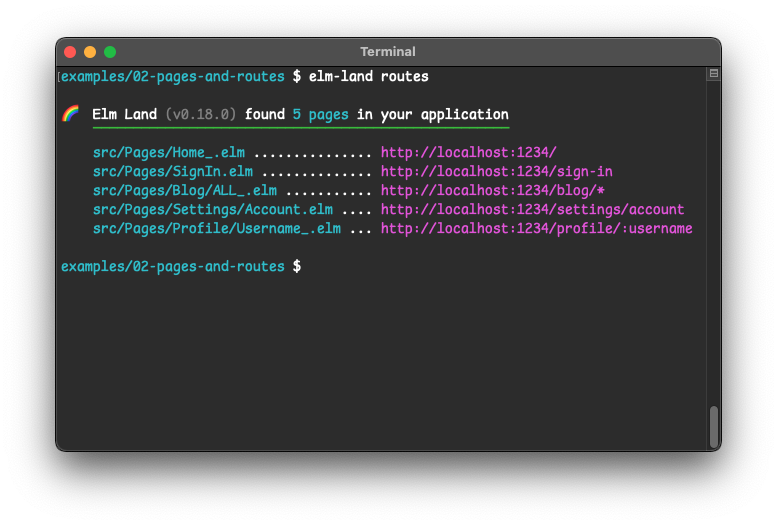 Terminal
examples/02-pages-and-routes $ elm-land routes
🌈 Elm Land (v0.18.0) found 5 pages in your application
src/Pages/Home_.elm ............... http://localhost:1234/
src/Pages/SignIn.elm .............. http://localhost:1234/sign-in
src/Pages/Blog/ALL_.elm ........... http://localhost:1234/blog/*
src/Pages/Settings/Account.elm .... http://localhost:1234/settings/account
src/Pages/Profile/Username_.elm ... http://localhost:1234/profile/:username
examples/02-pages-and-routes $